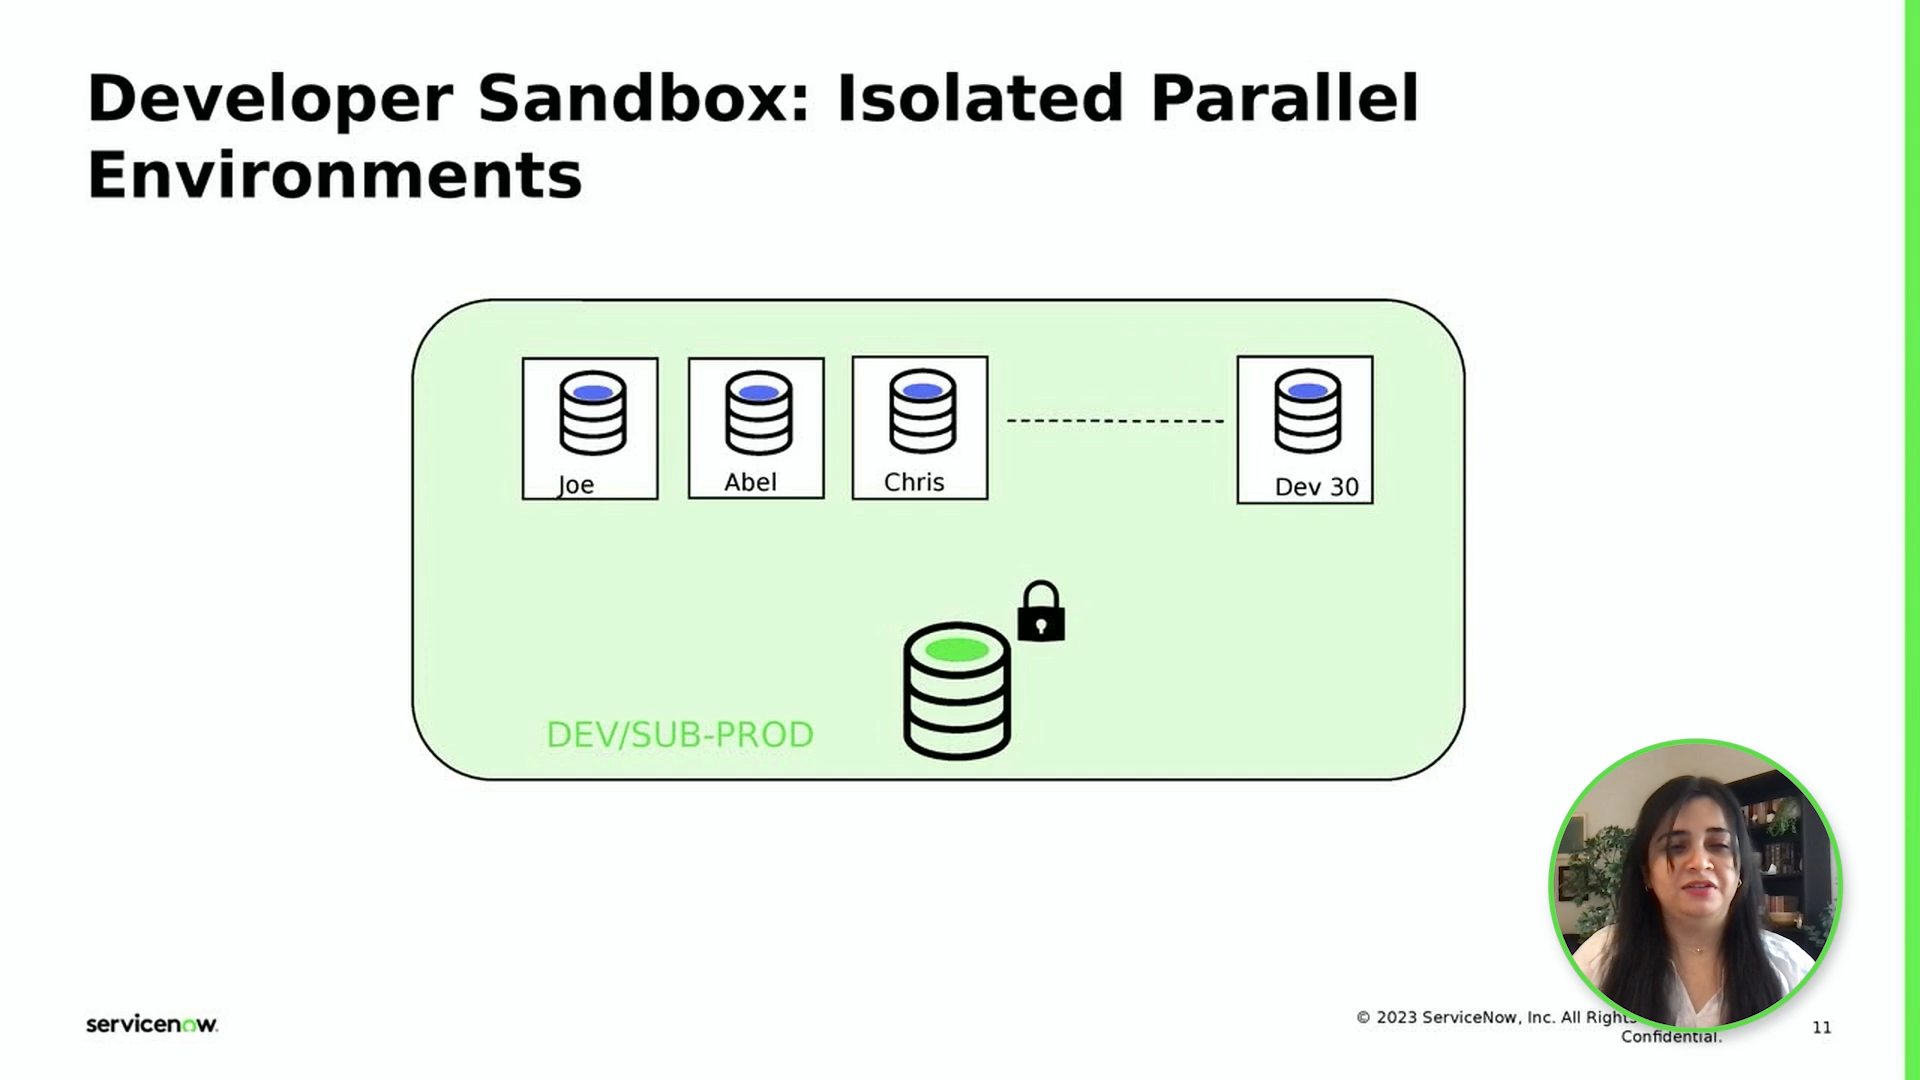 Developer Sandbox: Isolated Parallel
Environments
Joe
Abel
Chris
Dev 30
DEV/SUB-PROD
servicenow.
© 2023 ServiceNow, Inc. All Rights
Confidential.
11